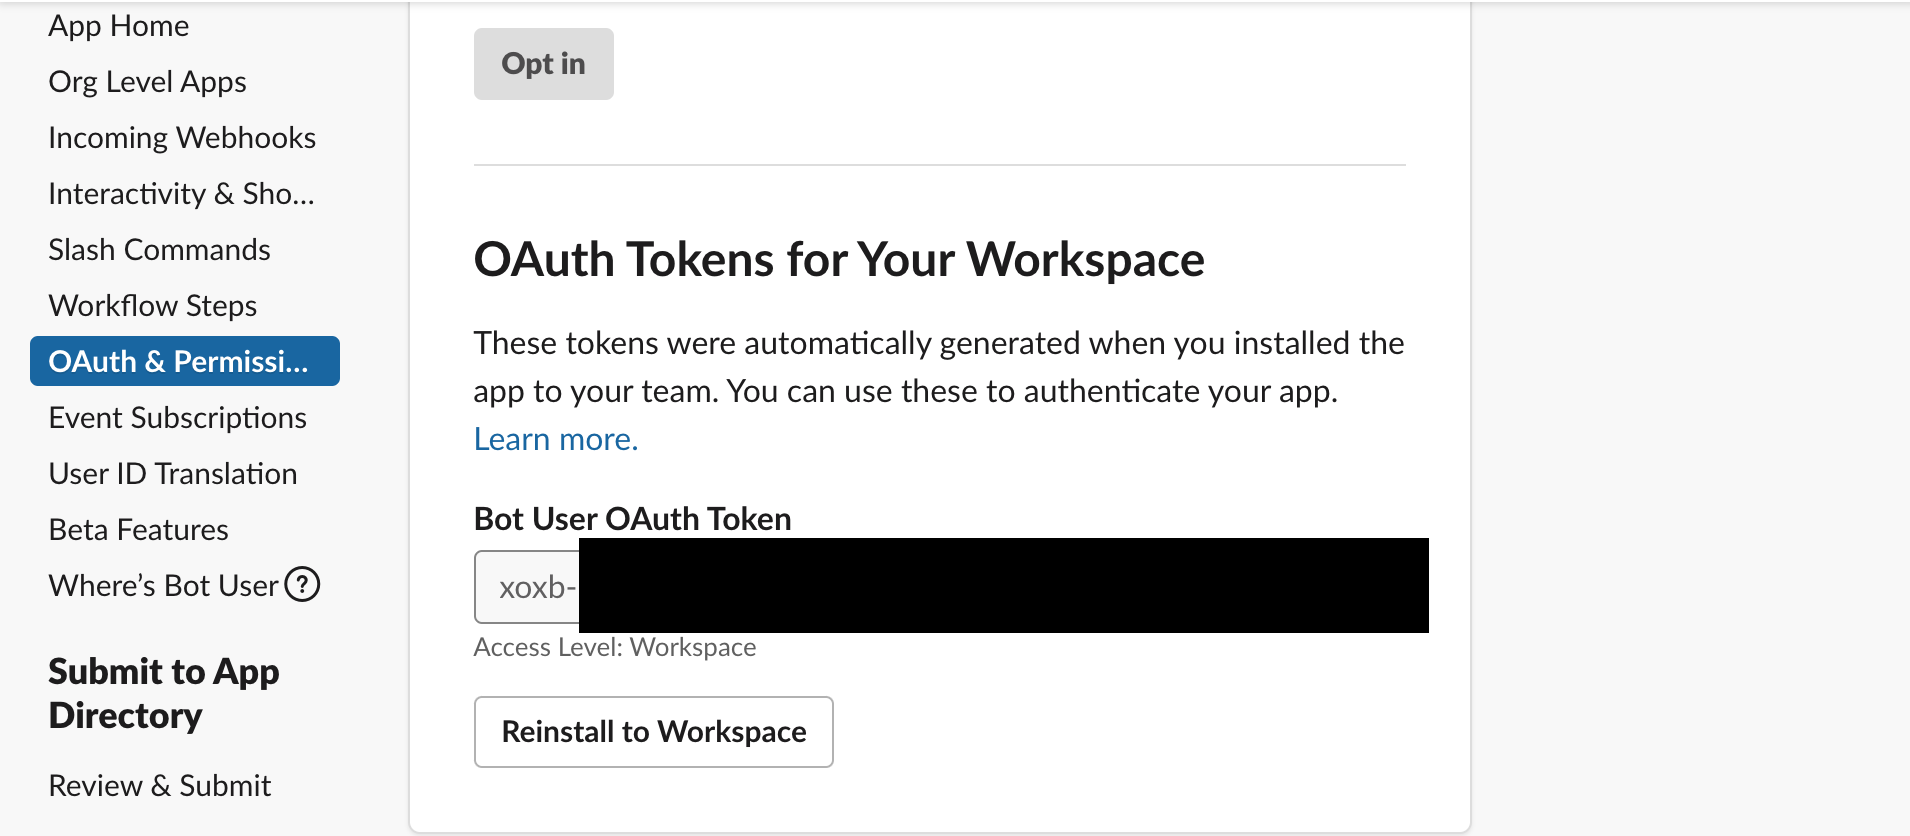 App Home
Org Level Apps
Incoming Webhooks
Interactivity & Sho...
Slash Commands
Workflow Steps
OAuth & Permissi...
Event Subscriptions
User ID Translation
Beta Features
Where's Bot User ?
Submit to App
Directory
Review & Submit
Opt in
OAuth Tokens for Your Workspace
These tokens were automatically generated when you installed the
app to your team. You can use these to authenticate your app.
Learn more.
Bot User OAuth Token
xoxb-
Access Level: Workspace
Reinstall to Workspace